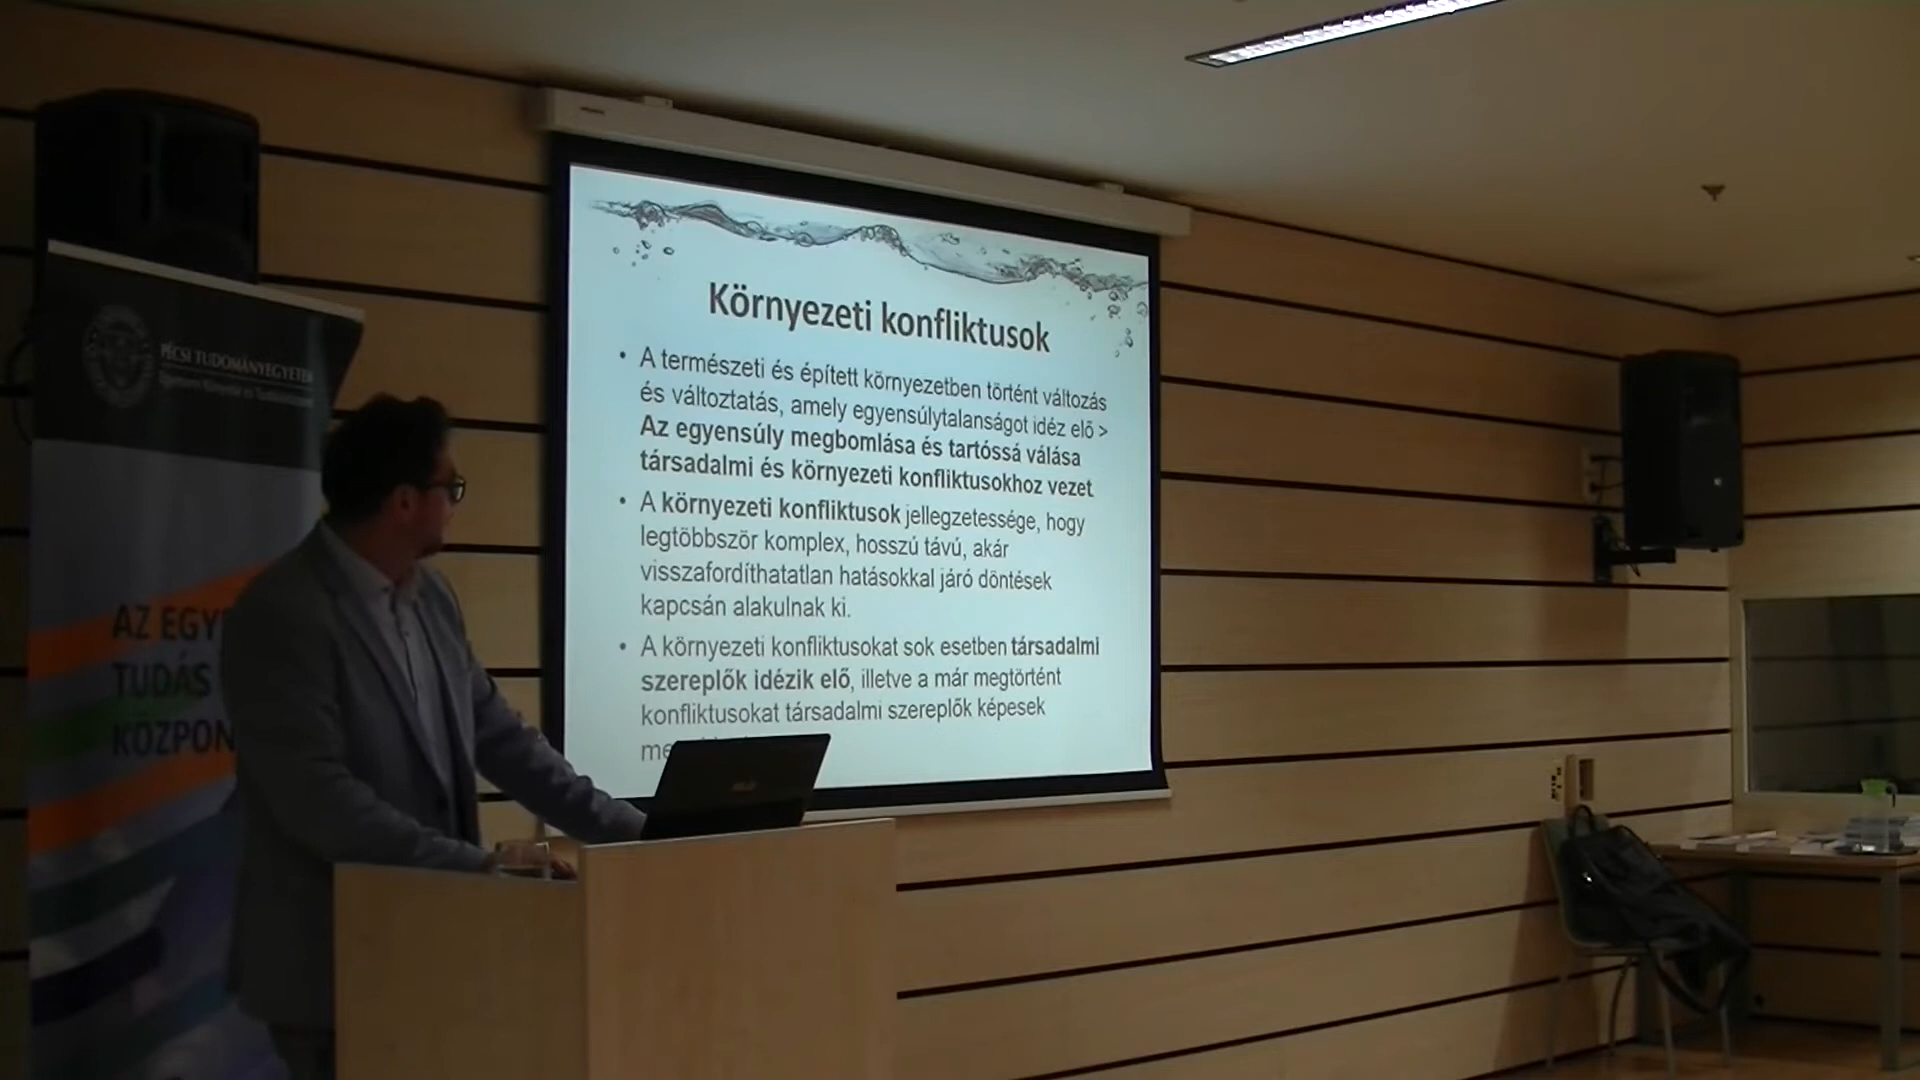 Környezeti konfliktusok
• A természeti és épített környezetben történt változás
és változtatás, amely egyensúlytalanságot idéz elő >
Az egyensúly megbomlása és tartóssá válása
társadalmi és környezeti konfliktusokhoz vezet
• A környezeti konfliktusok jellegzetessége, hogy
legtöbbször komplex, hosszú távú, akár
visszafordíthatatlan hatásokkal járó döntések
kapcsán alakulnak ki.
• A környezeti konfliktusokat sok esetben társadalmi
szereplők idézik elő, illetve a már megtörtént
konfliktusokat társadalmi szereplők képesek
PÉCSI TUDOMÁNYEGYETEM
AZ EGYE
TUDÁS
KÖZPON